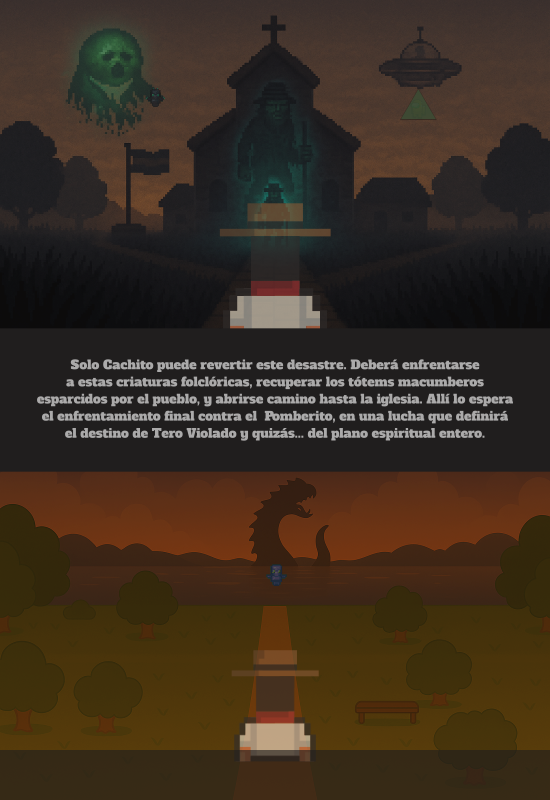 Solo Cachito puede revertir este desastre. Deberá enfrentarse
a estas criaturas folclóricas, recuperar los tótems macumberos
esparcidos por el pueblo, y abrirse camino hasta la iglesia. Allí lo espera
el enfrentamiento final contra el Pomberito, en una lucha que definirá
el destino de Tero Violado y quizás... del plano espiritual entero.